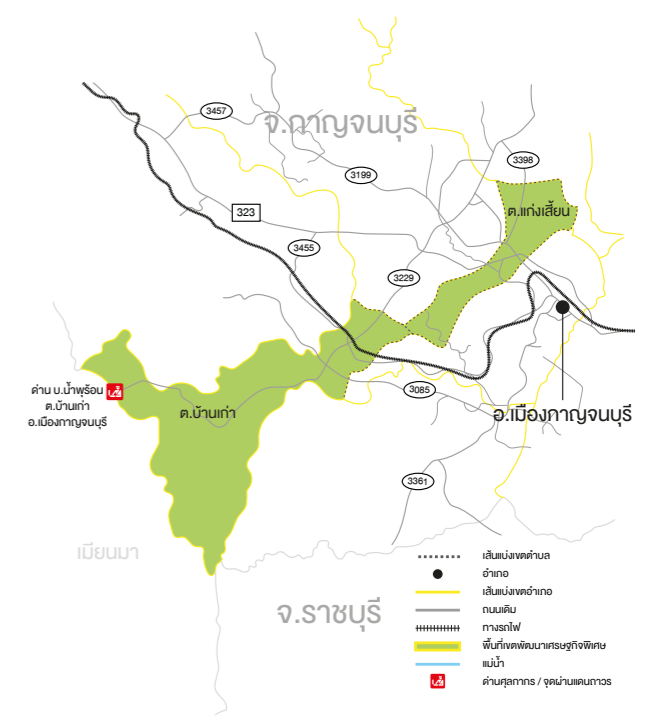 จ.กาญจนบุรี
3457
3398
3199
ต.แก่งเสี้ยน
323
3455
3229
ด่าน บ.น้ำพุร้อน
ต.บ้านเก่า
อ.เมืองกาญจนบุรี
ต.บ้านเก่า
3085
อ.เมืองกาญจนบุรี
3361
เมียนมา
จ.ราชบุรี
เส้นแบ่งเขตตำบล
อำเภอ
เส้นแบ่งเขตอำเภอ
ถนนเดิม
ทางรถไฟ
พื้นที่เขตพัฒนาเศรษฐกิจพิเศษ
แม่น้ำ
ด่านศุลกากร / จุดผ่านแดนถาวร